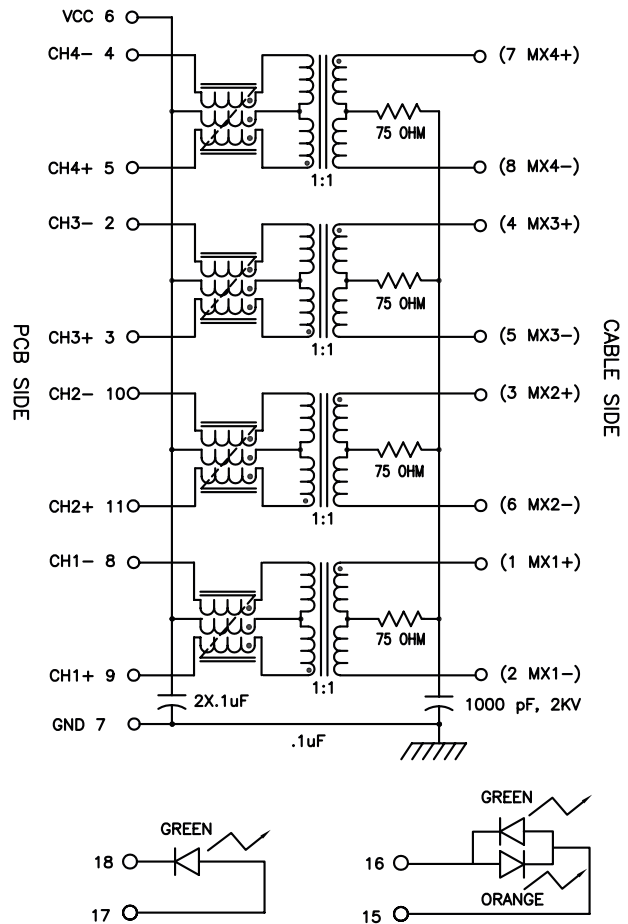 VCC 6
CH4- 4
(7 MX4+)
75 OHM
CH4+ 5
(8 MX4-)
1:1
CH3- 2
(4 MX3+)
75 OHM
CH3+ 3
(5 MX3-)
1:1
PCB SIDE
CABLE SIDE
CH2- 10
(3 MX2+)
75 OHM
CH2+ 11
(6 MX2-)
1:1
CH1- 8
(1 MX1+)
75 OHM
CH1+ 9
(2 MX1-)
1:1
2X.1uF
1000 pF, 2KV
GND 7
.1uF
GREEN
18
17
GREEN
16
ORANGE
15